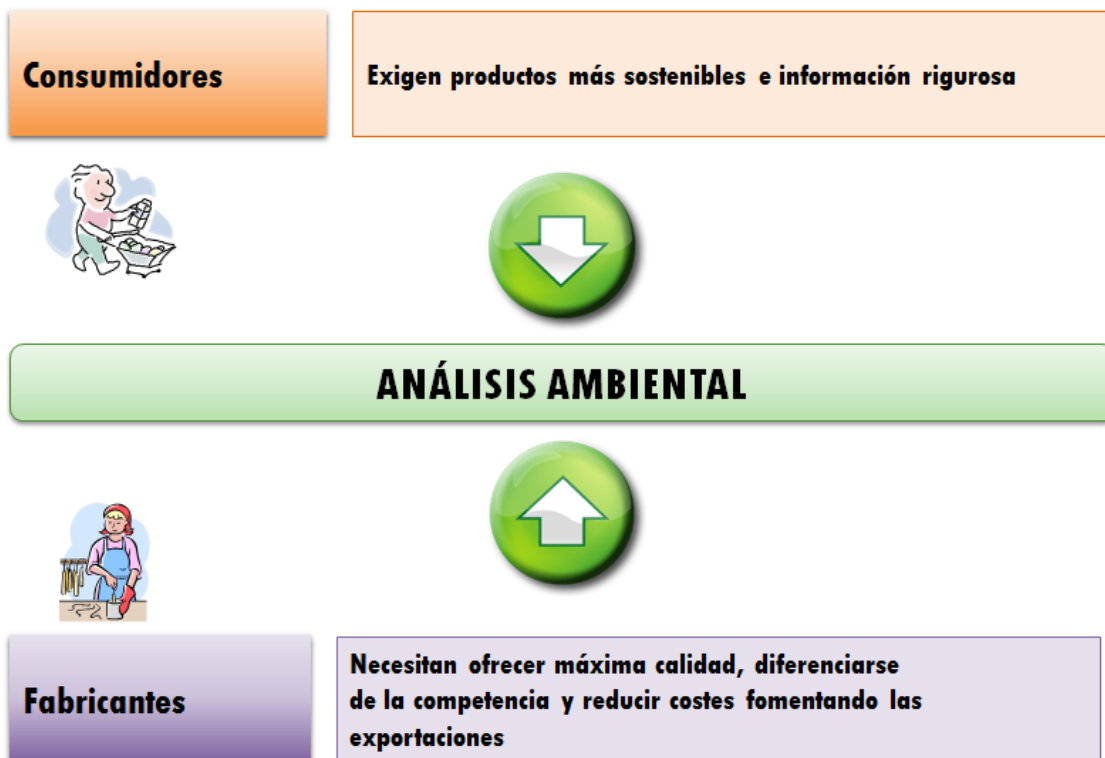 Consumidores
Exigen productos más sostenibles e información rigurosa
ANÁLISIS AMBIENTAL
Fabricantes
Necesitan ofrecer máxima calidad, diferenciarse
de la competencia y reducir costes fomentando las
exportaciones